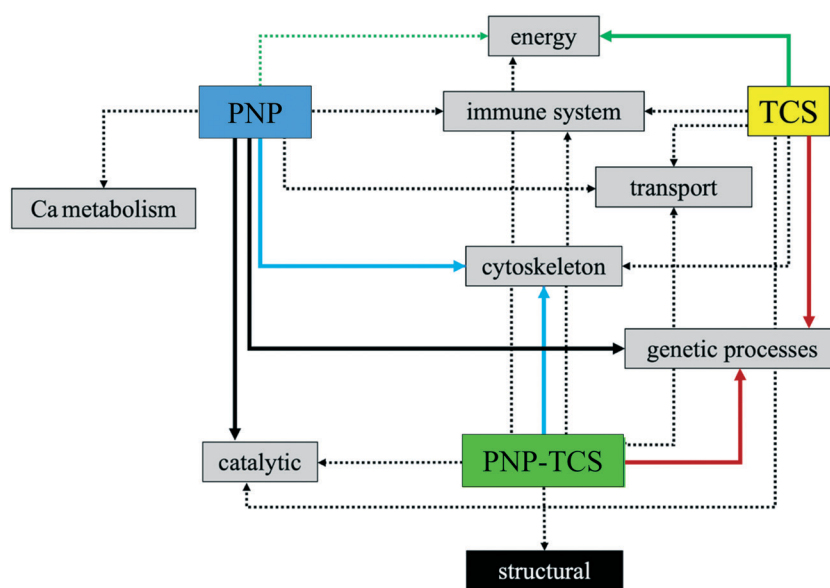 energy
PNP
immune system
TCS
transport
Ca metabolism
cytoskeleton
genetic processes
catalytic
PNP-TCS
structural